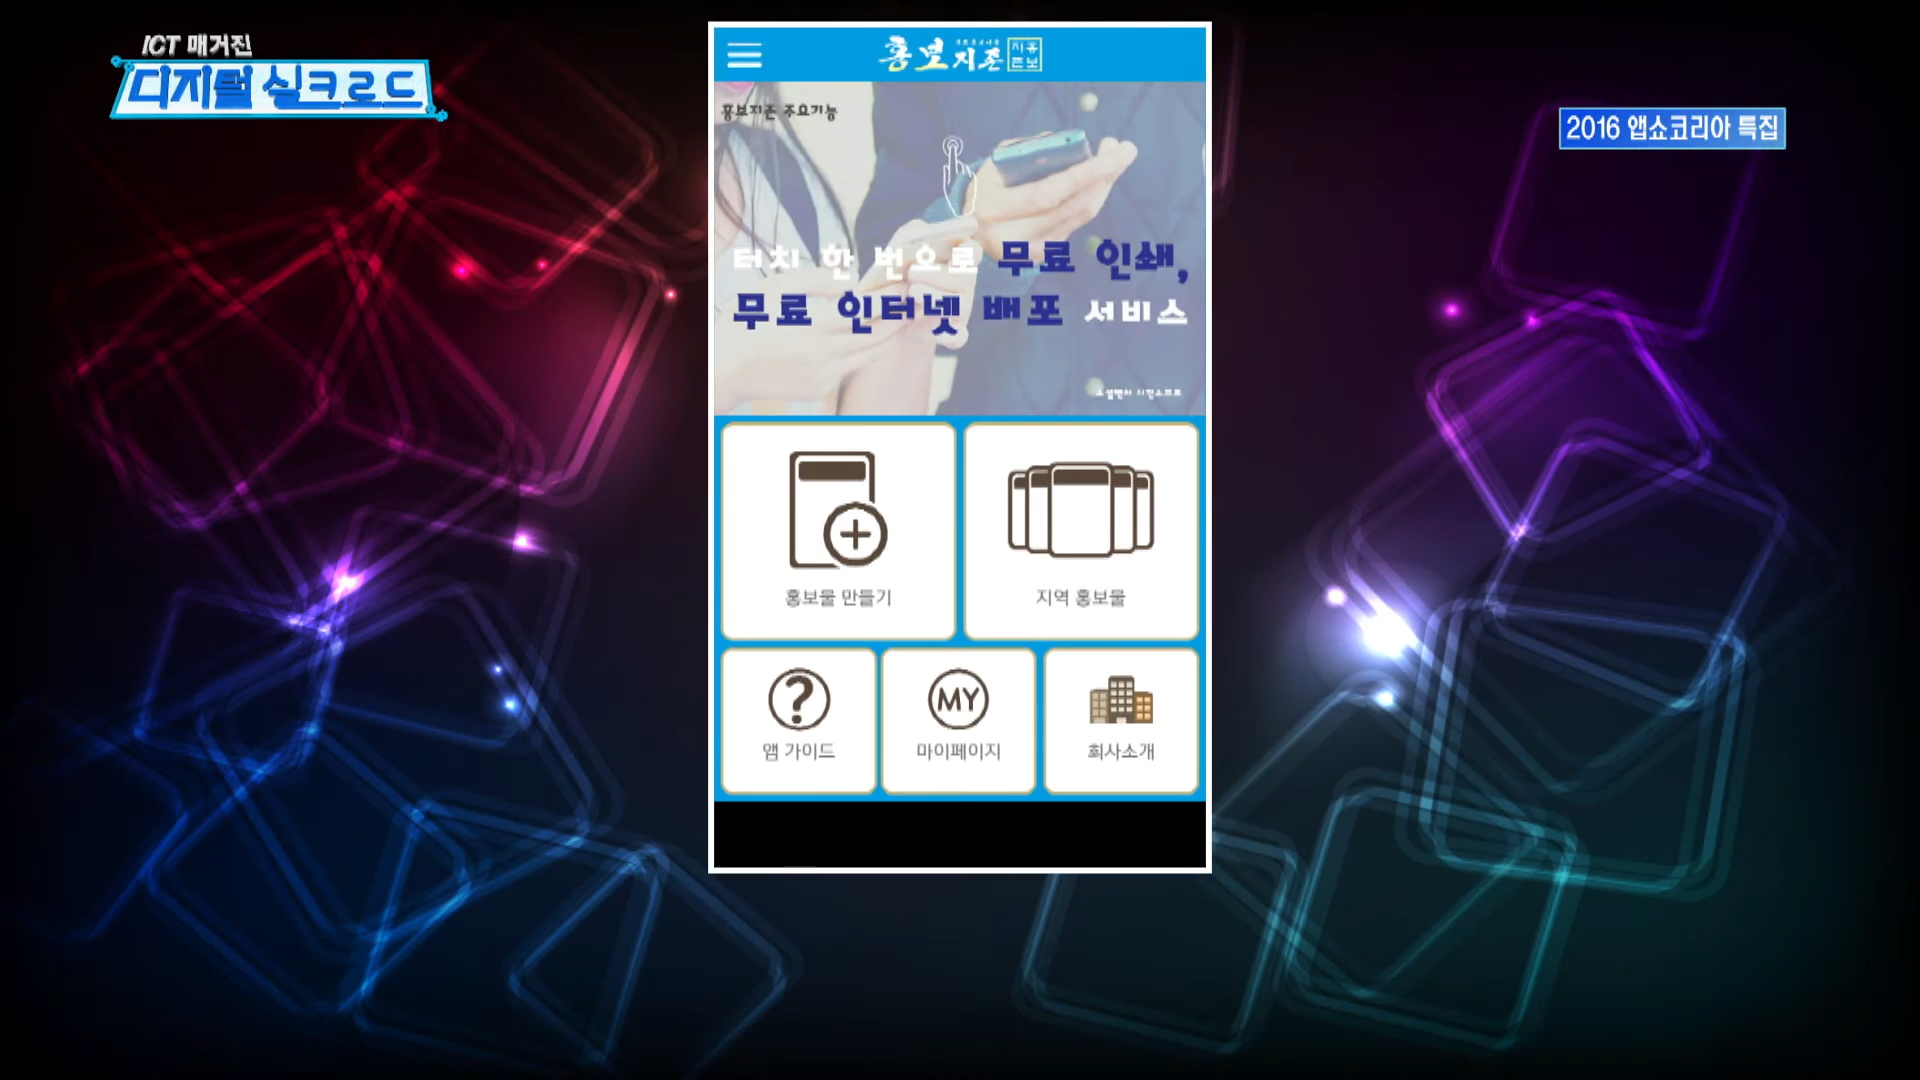 ICT 매거진
디지털 실크로드
2016 앱쇼코리아 특집
홍보지존
홍보지존 주요기능
터치 한 번으로 무료 인쇄,
무료 인터넷 배포 서비스
홍보물 만들기
지역 홍보물
MY
앱 가이드
마이페이지
회사소개